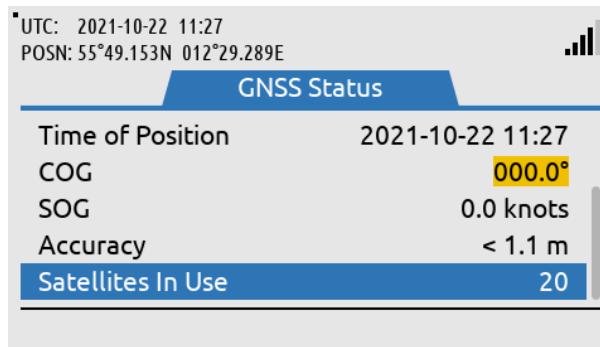 UTC: 2021-10-22 11:27
POSN: 55°49.153N 012°29.289E
GNSS Status
Time of Position 2021-10-22 11:27
COG 000.0°
SOG 0.0 knots
Accuracy < 1.1 m
Satellites In Use 20